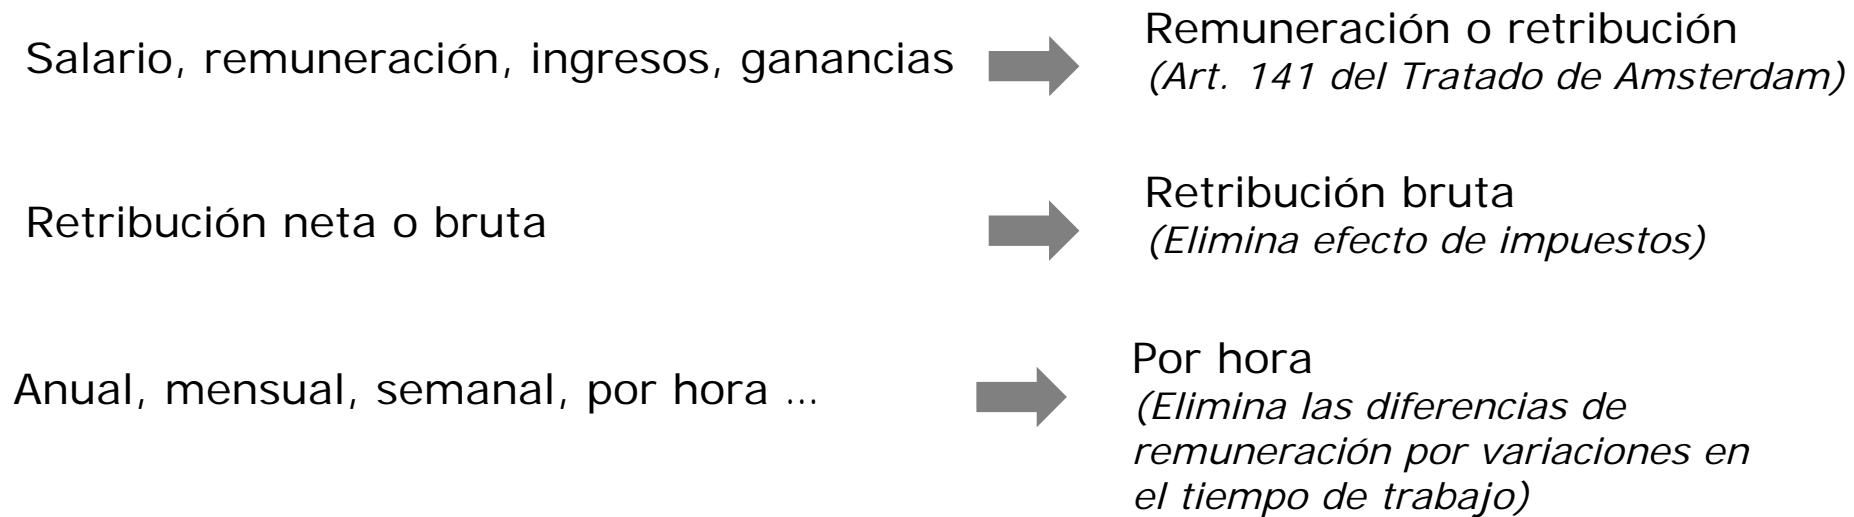 Salario, remuneración, ingresos, ganancias
Remuneración o retribución
(Art. 141 del Tratado de Amsterdam)
Retribución neta o bruta
Retribución bruta
(Elimina efecto de impuestos)
Anual, mensual, semanal, por hora ...
Por hora
(Elimina las diferencias de
remuneración por variaciones en
el tiempo de trabajo)